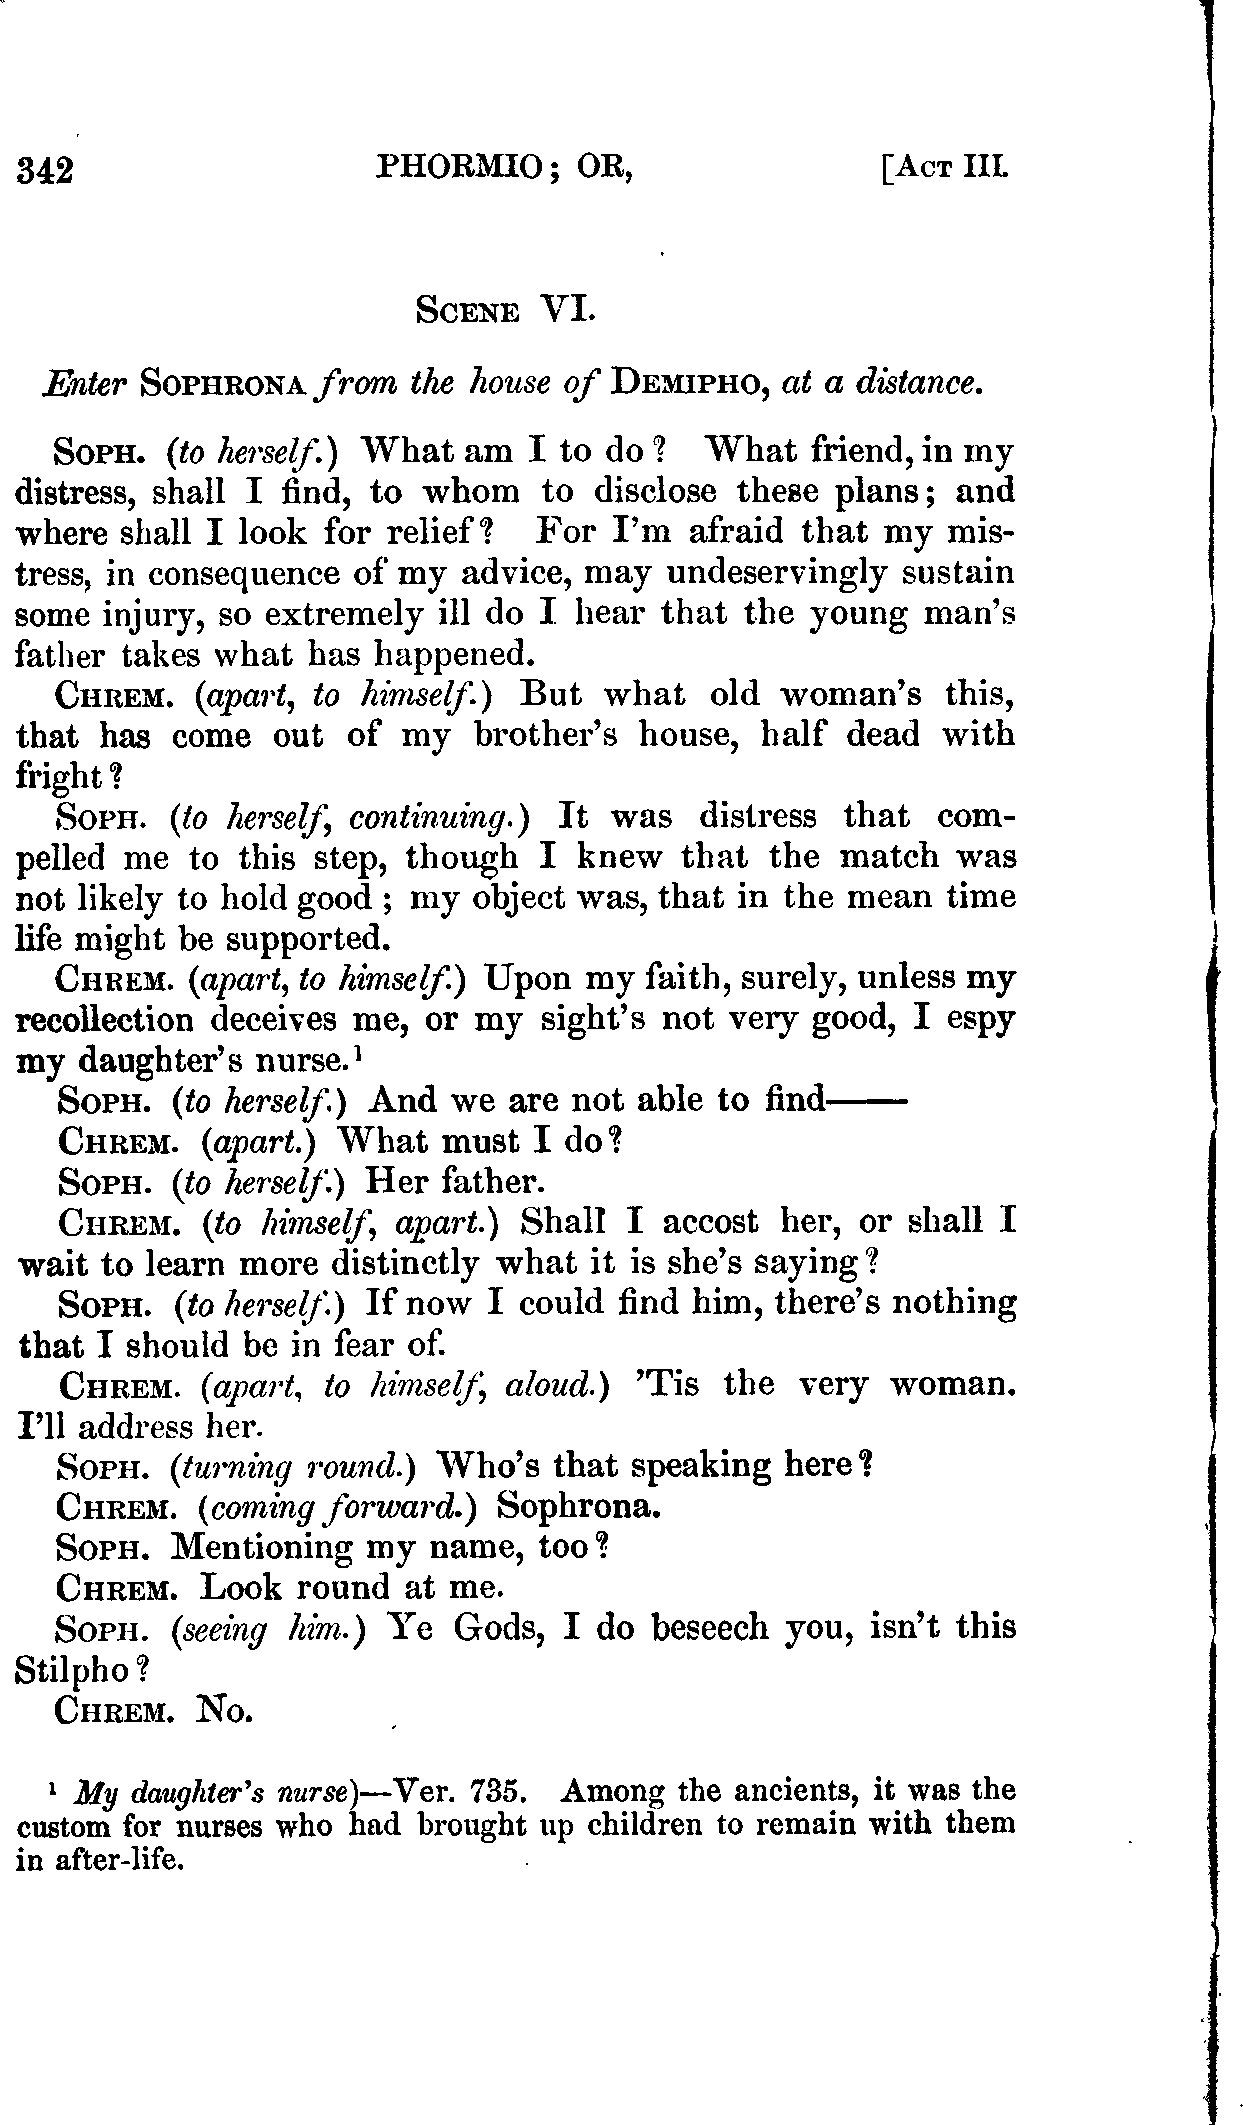 342 PHORMIO; OR, [ACT III.
SCENE VI.
Enter SOPHRONA from the house of DEMIPHO, at a distance.
SOPH. (to herself.) What am I to do? What friend, in my
distress, shall I find, to whom to disclose these plans; and
where shall I look for relief? For I'm afraid that my mis-
tress, in consequence of my advice, may undeservingly sustain
some injury, so extremely ill do I hear that the young man's
father takes what has happened.
CHREM. (apart, to himself.) But what old woman's this,
that has come out of my brother's house, half dead with
fright?
SOPH. (to herself, continuing.) It was distress that com-
pelled me to this step, though I knew that the match was
not likely to hold good; my object was, that in the mean time
life might be supported.
CHREM. (apart, to himself.) Upon my faith, surely, unless my
recollection deceives me, or my sight's not very good, I espy
my daughter's nurse.¹
SOPH. (to herself.) And we are not able to find——
CHREM. (apart.) What must I do?
SOPH. (to herself.) Her father.
CHREM. (to himself, apart.) Shall I accost her, or shall I
wait to learn more distinctly what it is she's saying?
SOPH. (to herself.) If now I could find him, there's nothing
that I should be in fear of.
CHREM. (apart, to himself, aloud.) 'Tis the very woman.
I'll address her.
SOPH. (turning round.) Who's that speaking here?
CHREM. (coming forward.) Sophrona.
SOPH. Mentioning my name, too?
CHREM. Look round at me.
SOPH. (seeing him.) Ye Gods, I do beseech you, isn't this
Stilpho?
CHREM. No.
¹ My daughter's nurse)—Ver. 735. Among the ancients, it was the
custom for nurses who had brought up children to remain with them
in after-life.